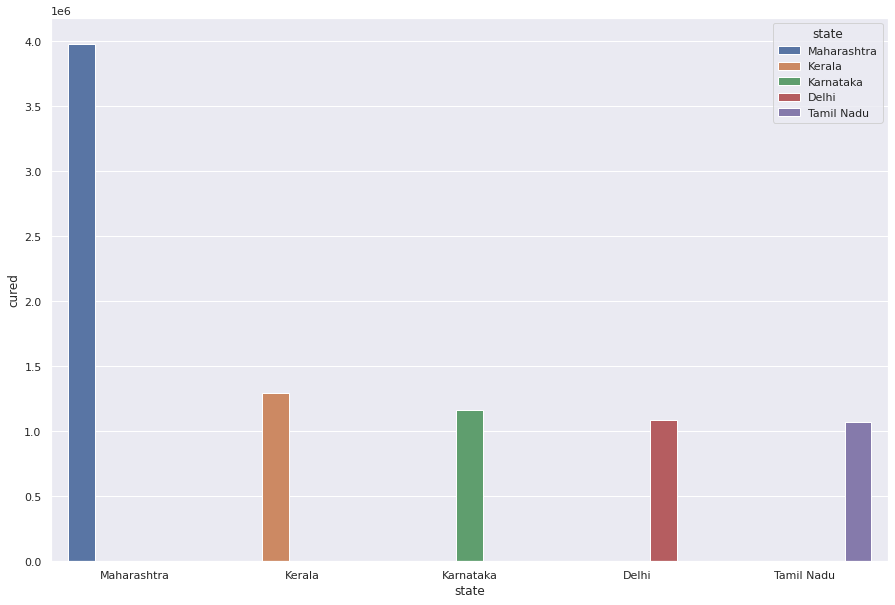 1e6
4.0
3.5
3.0
2.5
2.0
1.5
1.0
0.5
0.0
cured
state
Maharashtra
Kerala
Karnataka
Delhi
Tamil Nadu
Maharashtra Kerala Karnataka Delhi Tamil Nadu
state